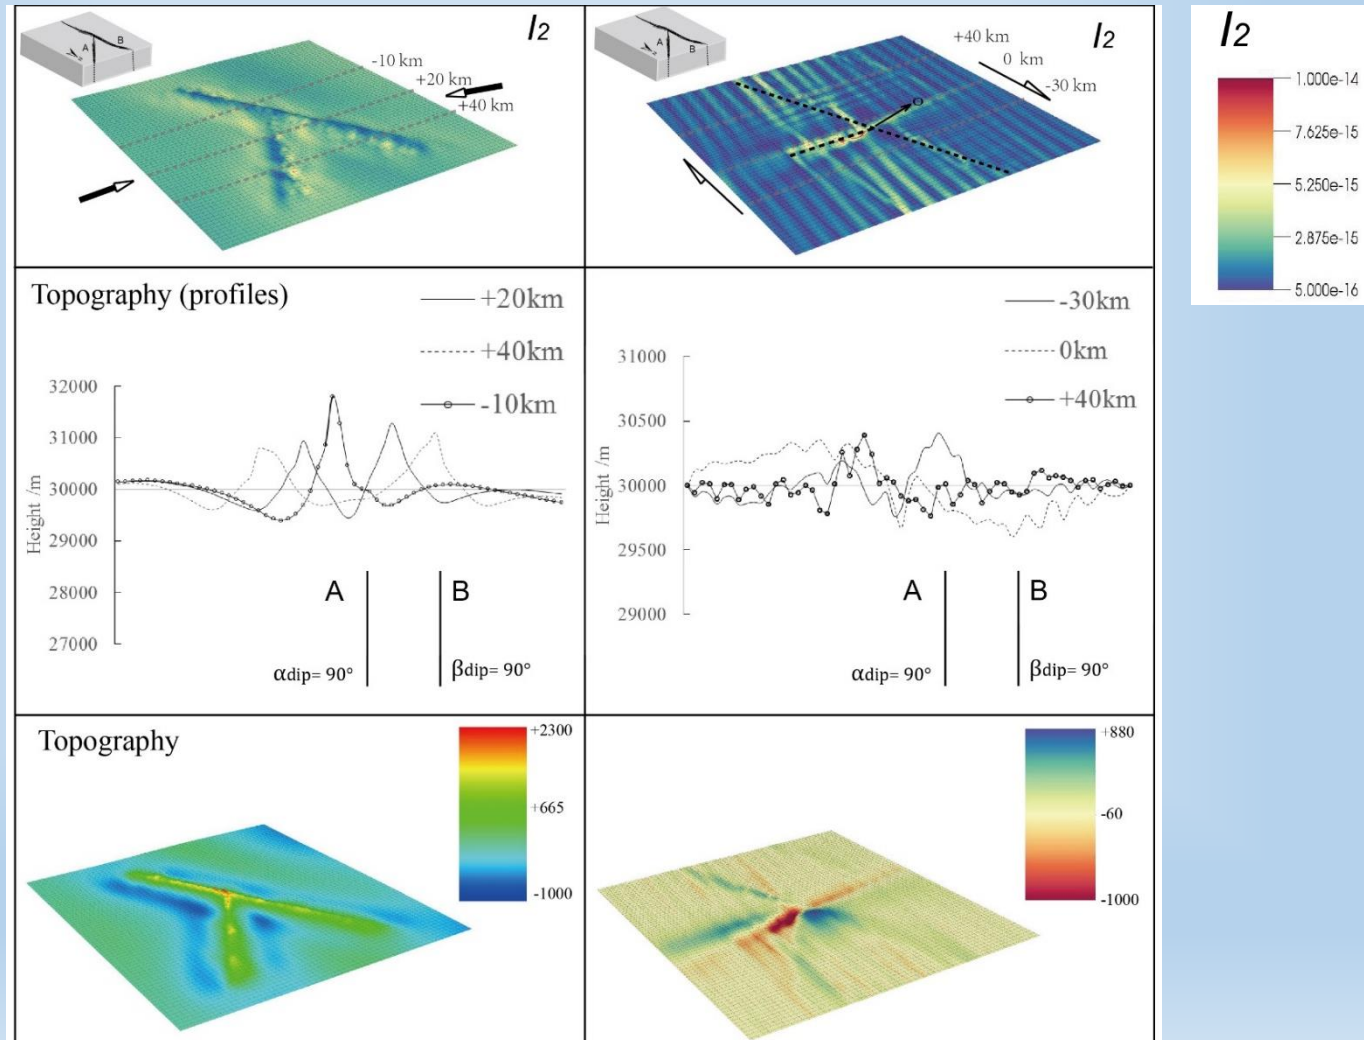 I2
A
B
-10 km
+20 km
+40 km
I2
A
B
+40 km
0 km
-30 km
I2
1.000e-14
7.625e-15
5.250e-15
2.875e-15
5.000e-16
Topography (profiles)
+20km
+40km
-10km
32000
31000
30000
29000
28000
27000
Height /m
A
B
αdip= 90°
βdip= 90°
-30km
0km
+40km
31000
30500
30000
29500
29000
Height /m
A
B
αdip= 90°
βdip= 90°
Topography
+2300
+665
-1000
+880
-60
-1000